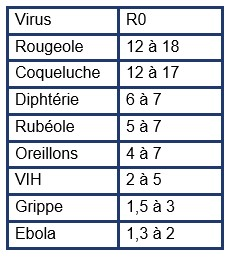 Virus R0
Rougeole 12 à 18
Coqueluche 12 à 17
Diphtérie 6 à 7
Rubéole 5 à 7
Oreillons 4 à 7
VIH 2 à 5
Grippe 1,5 à 3
Ebola 1,3 à 2